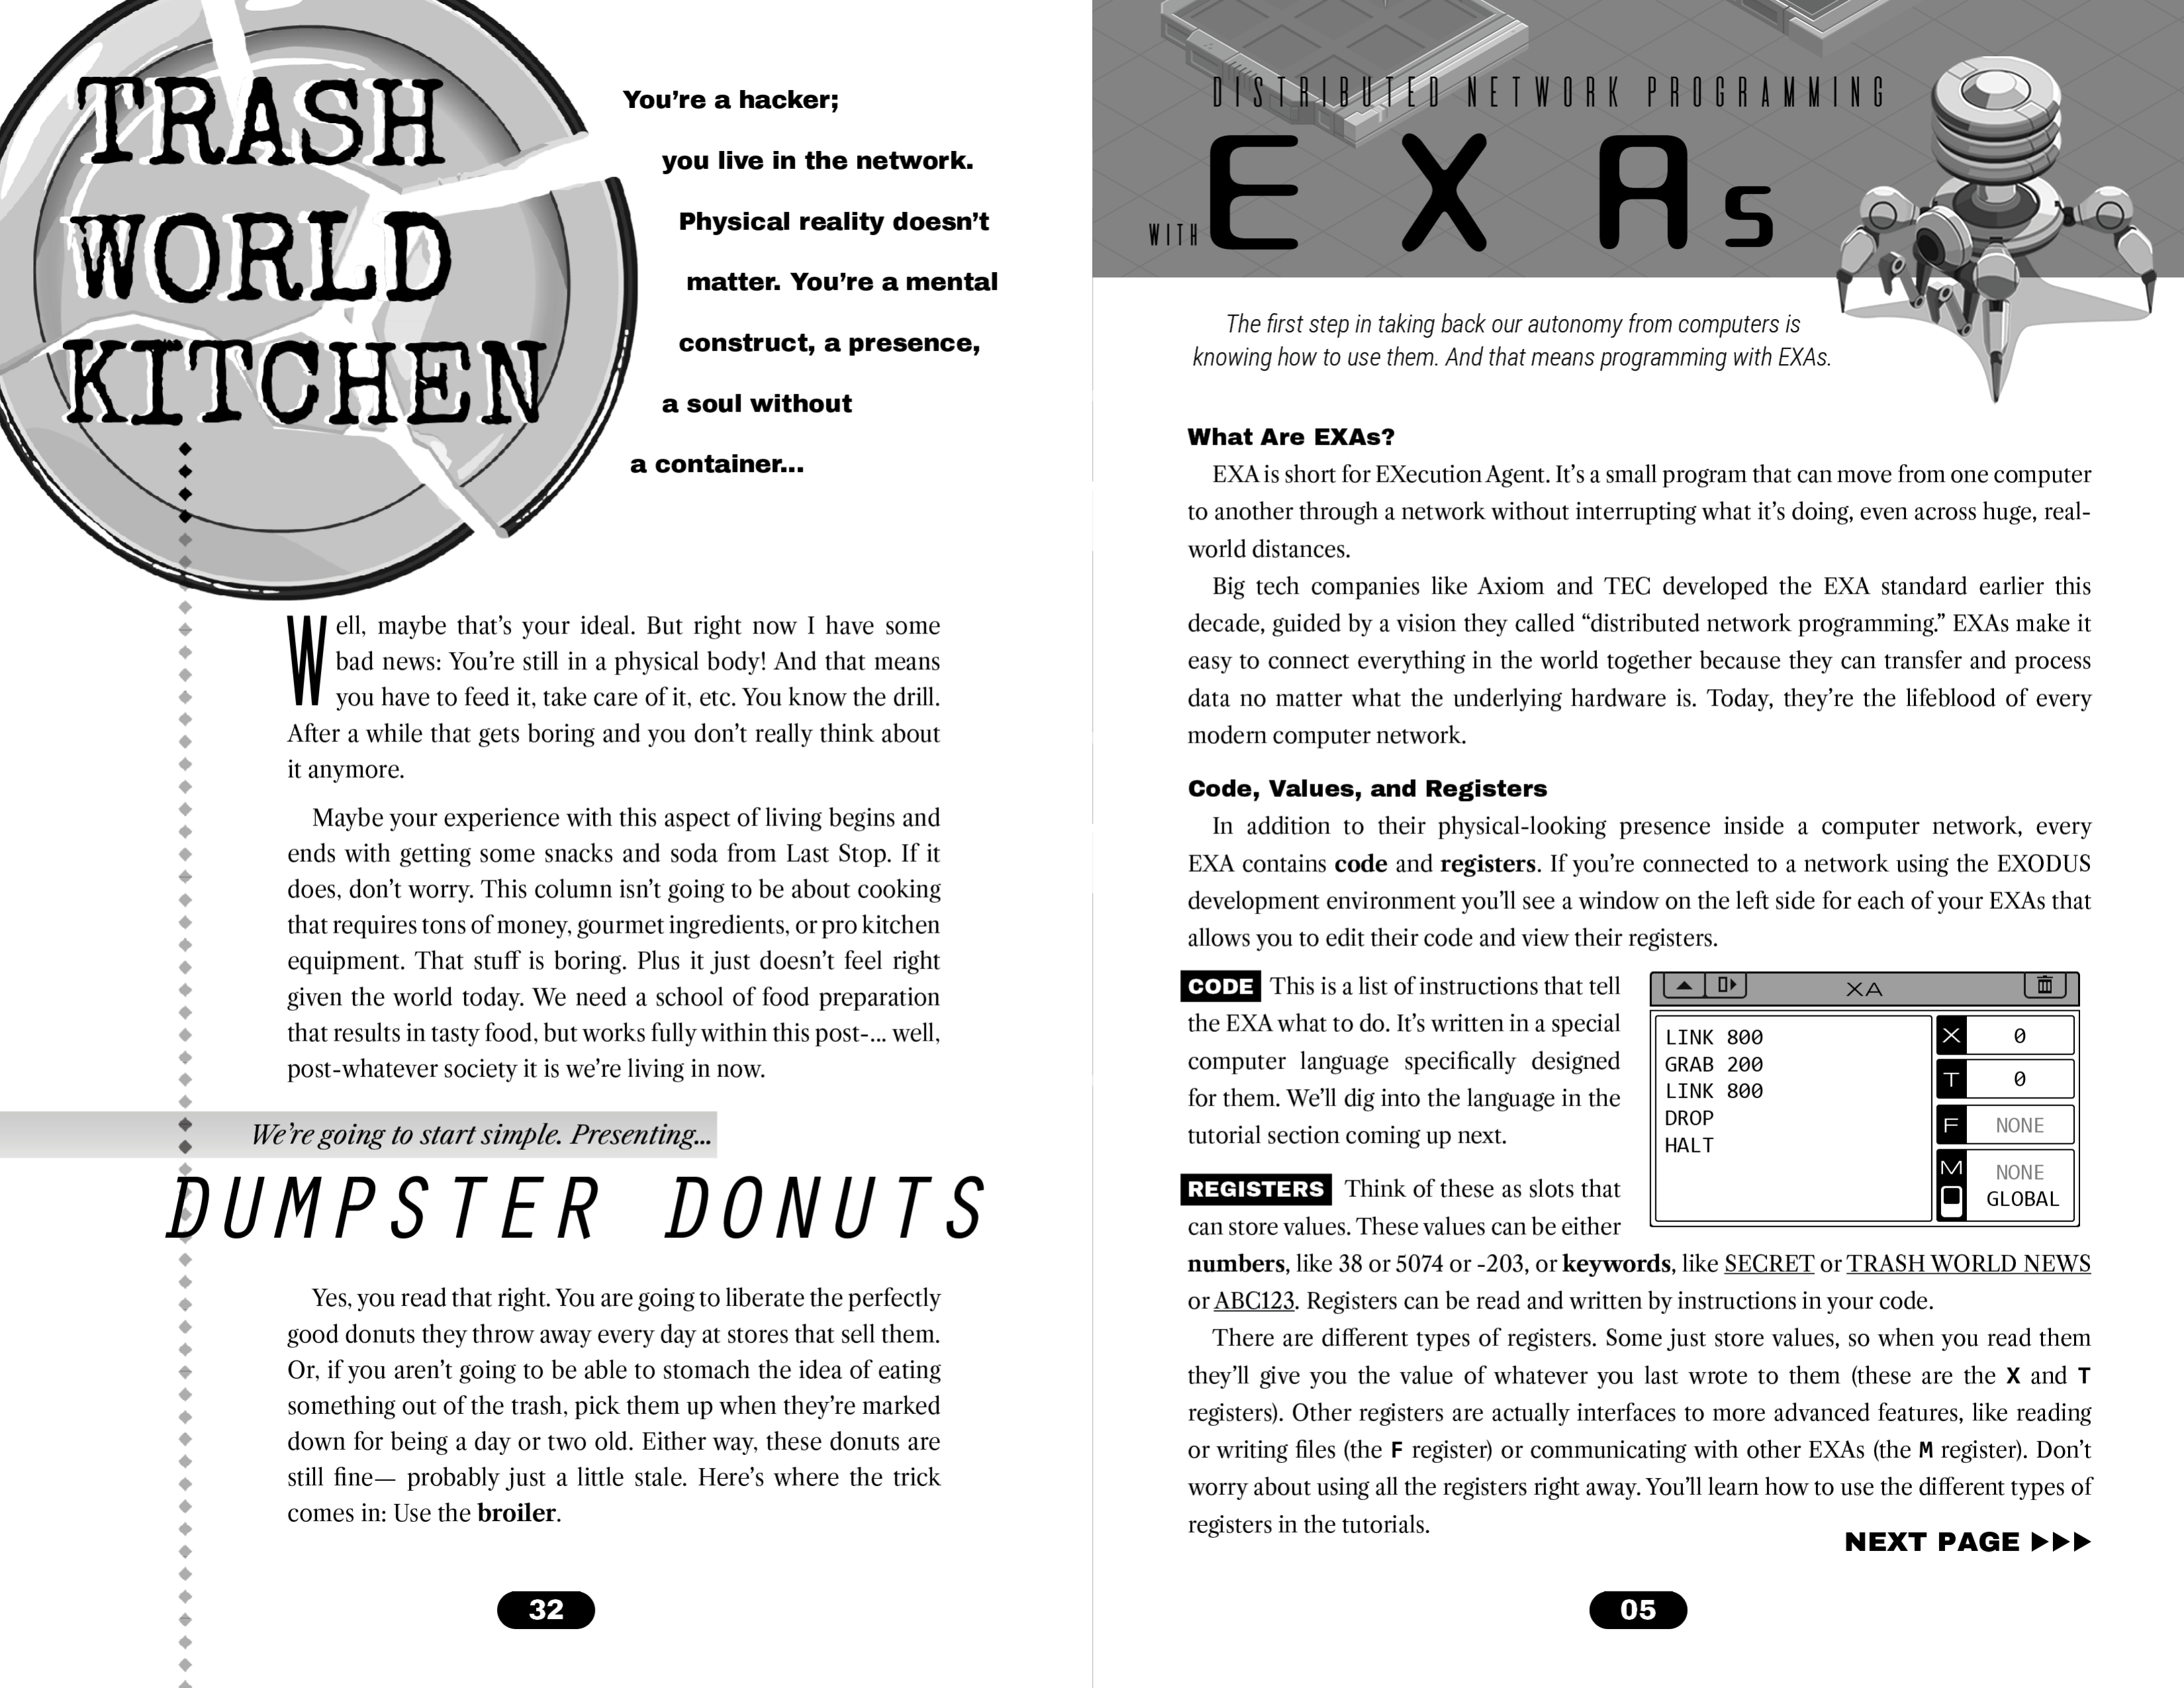 TRASH
WORLD
KITCHEN
You’re a hacker;
you live in the network.
Physical reality doesn’t
matter. You’re a mental
construct, a presence,
a soul without
a container...
Well, maybe that’s your ideal. But right now I have some
bad news: You’re still in a physical body! And that means
you have to feed it, take care of it, etc. You know the drill.
After a while that gets boring and you don’t really think about
it anymore.
Maybe your experience with this aspect of living begins and
ends with getting some snacks and soda from Last Stop. If it
does, don’t worry. This column isn’t going to be about cooking
that requires tons of money, gourmet ingredients, or pro kitchen
equipment. That stuff is boring. Plus it just doesn’t feel right
given the world today. We need a school of food preparation
that results in tasty food, but works fully within this post-... well,
post-whatever society it is we’re living in now.
We’re going to start simple. Presenting...
DUMPSTER DONUTS
Yes, you read that right. You are going to liberate the perfectly
good donuts they throw away every day at stores that sell them.
Or, if you aren’t going to be able to stomach the idea of eating
something out of the trash, pick them up when they’re marked
down for being a day or two old. Either way, these donuts are
still fine— probably just a little stale. Here’s where the trick
comes in: Use the broiler.
32
DISTRIBUTED NETWORK PROGRAMMING
WITH EXAs
The first step in taking back our autonomy from computers is
knowing how to use them. And that means programming with EXAs.
What Are EXAs?
EXA is short for EXecution Agent. It’s a small program that can move from one computer
to another through a network without interrupting what it’s doing, even across huge, real-
world distances.
Big tech companies like Axiom and TEC developed the EXA standard earlier this
decade, guided by a vision they called “distributed network programming.” EXAs make it
easy to connect everything in the world together because they can transfer and process
data no matter what the underlying hardware is. Today, they’re the lifeblood of every
modern computer network.
Code, Values, and Registers
In addition to their physical-looking presence inside a computer network, every
EXA contains code and registers. If you’re connected to a network using the EXODUS
development environment you’ll see a window on the left side for each of your EXAs that
allows you to edit their code and view their registers.
CODE This is a list of instructions that tell
the EXA what to do. It’s written in a special
computer language specifically designed
for them. We’ll dig into the language in the
tutorial section coming up next.
XA
LINK 800
GRAB 200
LINK 800
DROP
HALT
X 0
T 0
F NONE
M NONE
GLOBAL
REGISTERS Think of these as slots that
can store values. These values can be either
numbers, like 38 or 5074 or -203, or keywords, like SECRET or TRASH WORLD NEWS
or ABC123. Registers can be read and written by instructions in your code.
There are different types of registers. Some just store values, so when you read them
they’ll give you the value of whatever you last wrote to them (these are the X and T
registers). Other registers are actually interfaces to more advanced features, like reading
or writing files (the F register) or communicating with other EXAs (the M register). Don’t
worry about using all the registers right away. You’ll learn how to use the different types of
registers in the tutorials.
NEXT PAGE
05